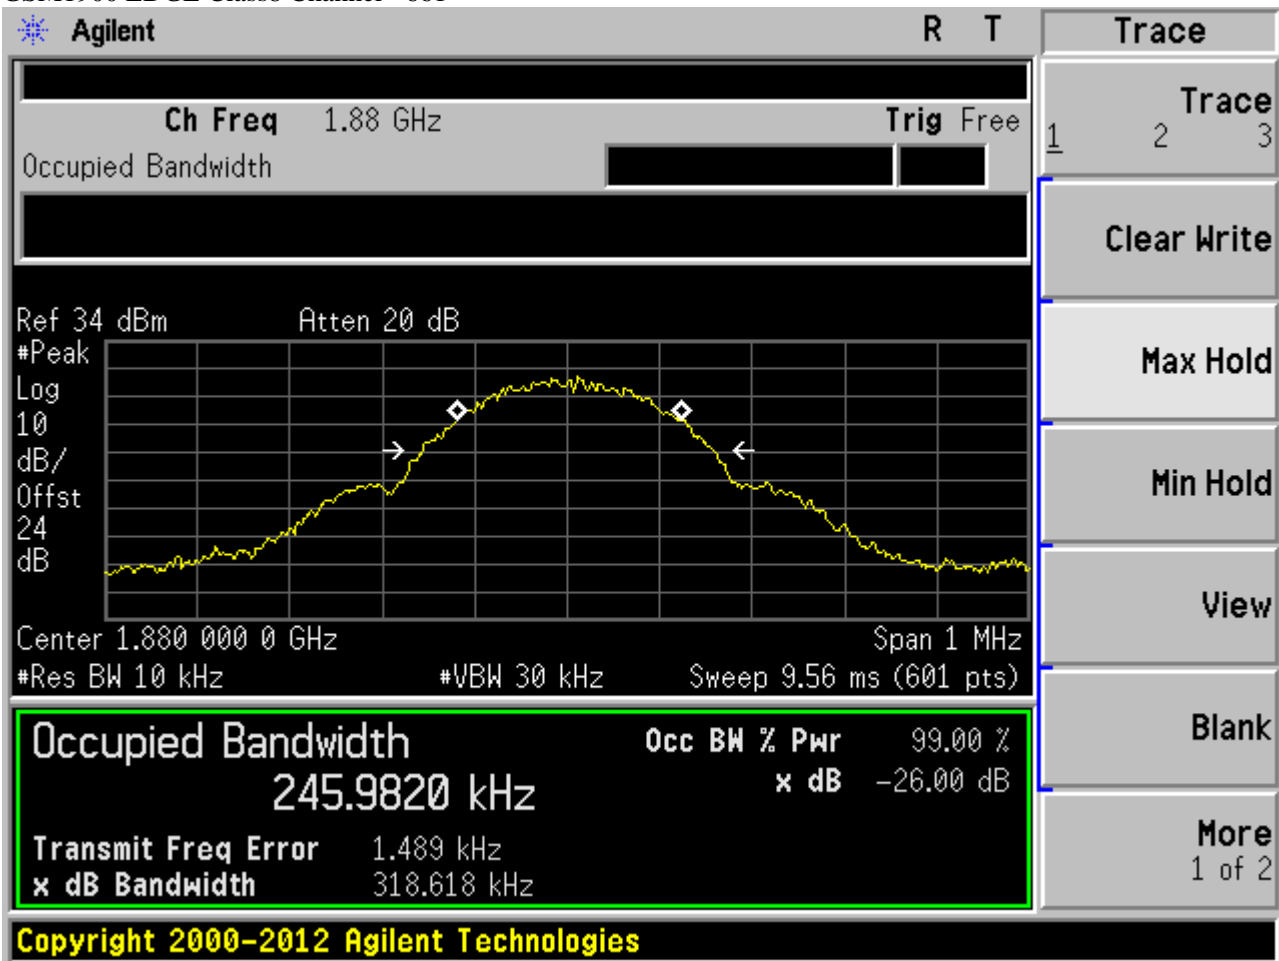 Agilent R T Trace
Ch Freq 1.88 GHz Trig Free
Trace
1 2 3
Occupied Bandwidth
Clear Write
Ref 34 dBm Atten 20 dB
#Peak
Log
10
dB/
Offst
24
dB
Max Hold
Min Hold
View
Center 1.880 000 0 GHz Span 1 MHz
#Res BW 10 kHz #VBW 30 kHz Sweep 9.56 ms (601 pts)
Occupied Bandwidth Occ BW % Pwr 99.00 %
245.9820 kHz x dB -26.00 dB
Blank
Transmit Freq Error 1.489 kHz
x dB Bandwidth 318.618 kHz
More
1 of 2
Copyright 2000-2012 Agilent Technologies